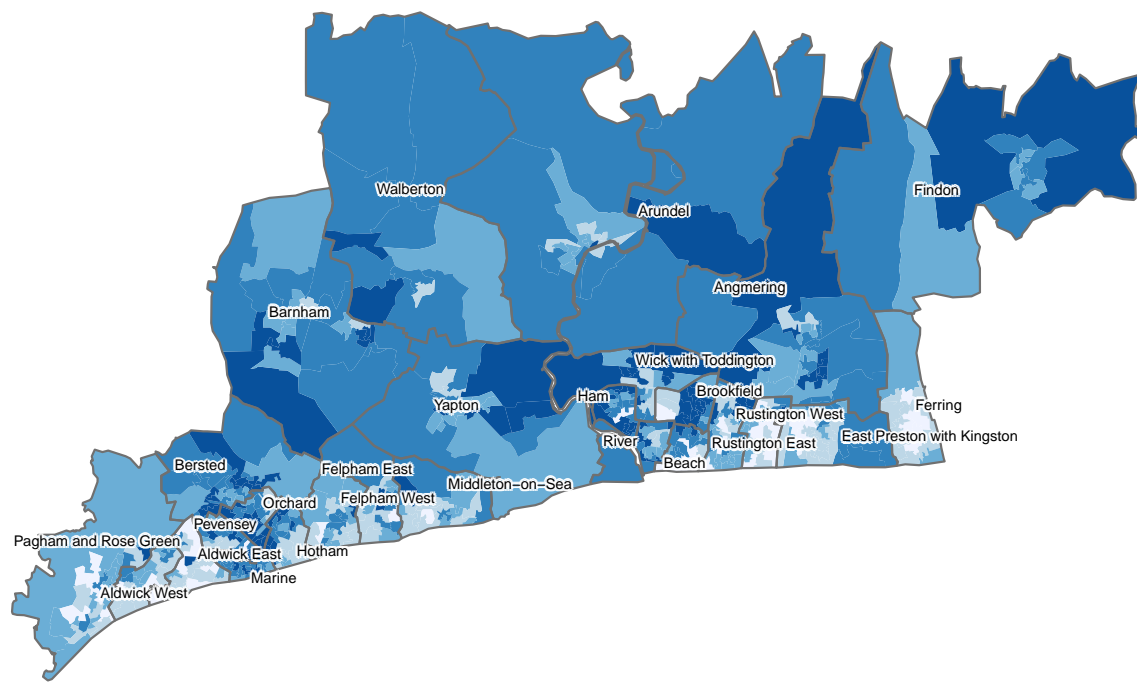 Walberton
Findon
Arundel
Angmering
Barnham
Wick with Toddington
Brookfield
Ham
Yapton
Ferring
Rustington West
East Preston with Kingston
River
Rustington East
Beach
Bersted
Felpham East
Middleton−on−Sea
Felpham West
Orchard
Pevensey
Pagham and Rose Green
Aldwick East
Hotham
Marine
Aldwick West